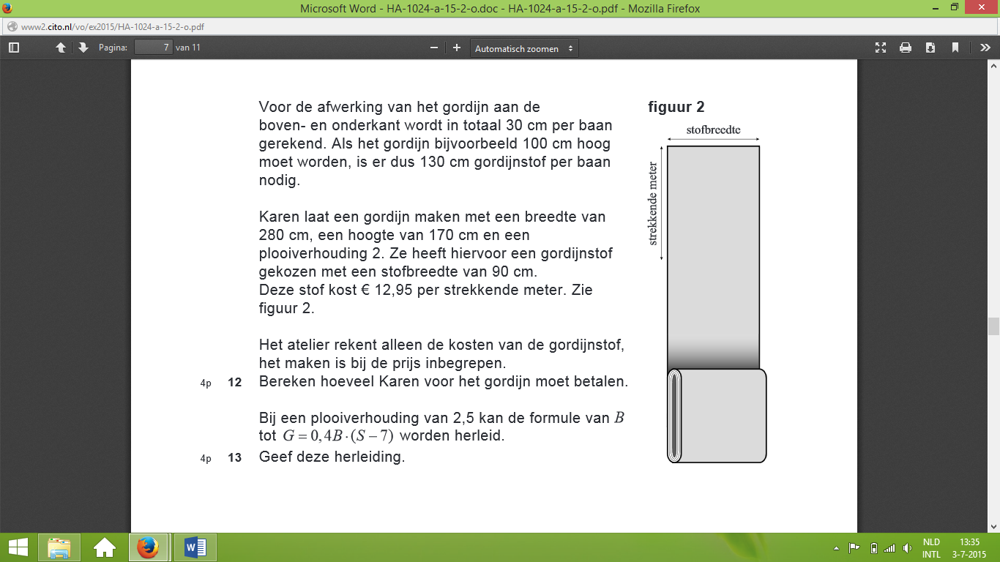 Microsoft Word - HA-1024-a-15-2-o.doc - HA-1024-a-15-2-o.pdf - Mozilla Firefox
www2.cito.nl/vo/ex2015/HA-1024-a-15-2-o.pdf
Pagina: 7 van 11
Automatisch zoomen
Voor de afwerking van het gordijn aan de
boven- en onderkant wordt in totaal 30 cm per baan
gerekend. Als het gordijn bijvoorbeeld 100 cm hoog
moet worden, is er dus 130 cm gordijnstof per baan
nodig.
Karen laat een gordijn maken met een breedte van
280 cm, een hoogte van 170 cm en een
plooiverhouding 2. Ze heeft hiervoor een gordijnstof
gekozen met een stofbreedte van 90 cm.
Deze stof kost € 12,95 per strekkende meter. Zie
figuur 2.
Het atelier rekent alleen de kosten van de gordijnstof,
het maken is bij de prijs inbegrepen.
4p 12 Bereken hoeveel Karen voor het gordijn moet betalen.
Bij een plooiverhouding van 2,5 kan de formule van B
tot G = 0,4B · (S − 7) worden herleid.
4p 13 Geef deze herleiding.
figuur 2
stofbreedte
strekkende meter
W
NLD
INTL
13:35
3-7-2015